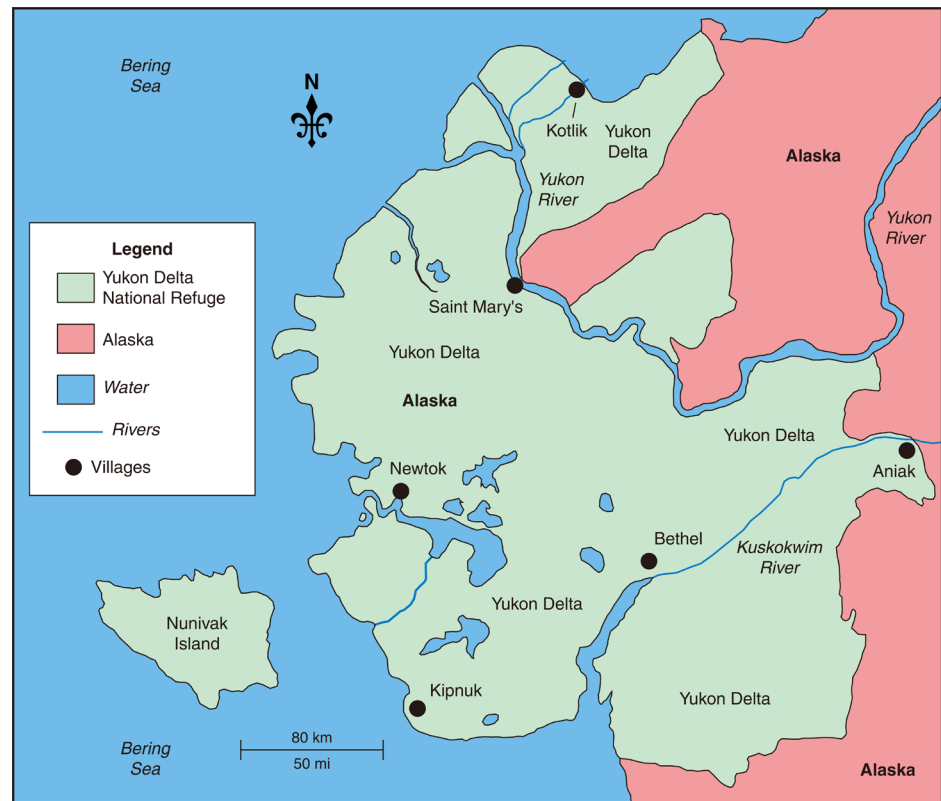 Bering
Sea
N
Kotlik
Yukon
Delta
Alaska
Yukon
River
Yukon
River
Legend
Yukon Delta
National Refuge
Alaska
Water
Rivers
Villages
Saint Mary's
Yukon Delta
Alaska
Yukon Delta
Newtok
Aniak
Bethel
Kuskokwim
River
Yukon Delta
Nunivak
Island
Kipnuk
Yukon Delta
80 km
50 mi
Bering
Sea
Alaska